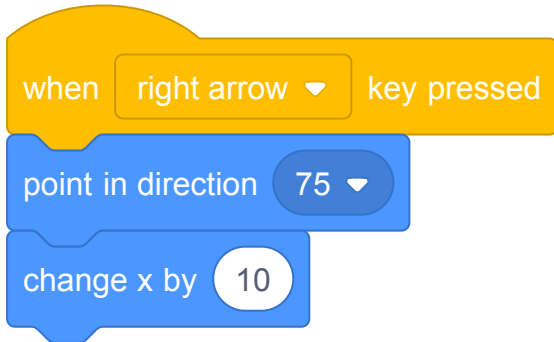 when right arrow key pressed
point in direction 75
change x by 10